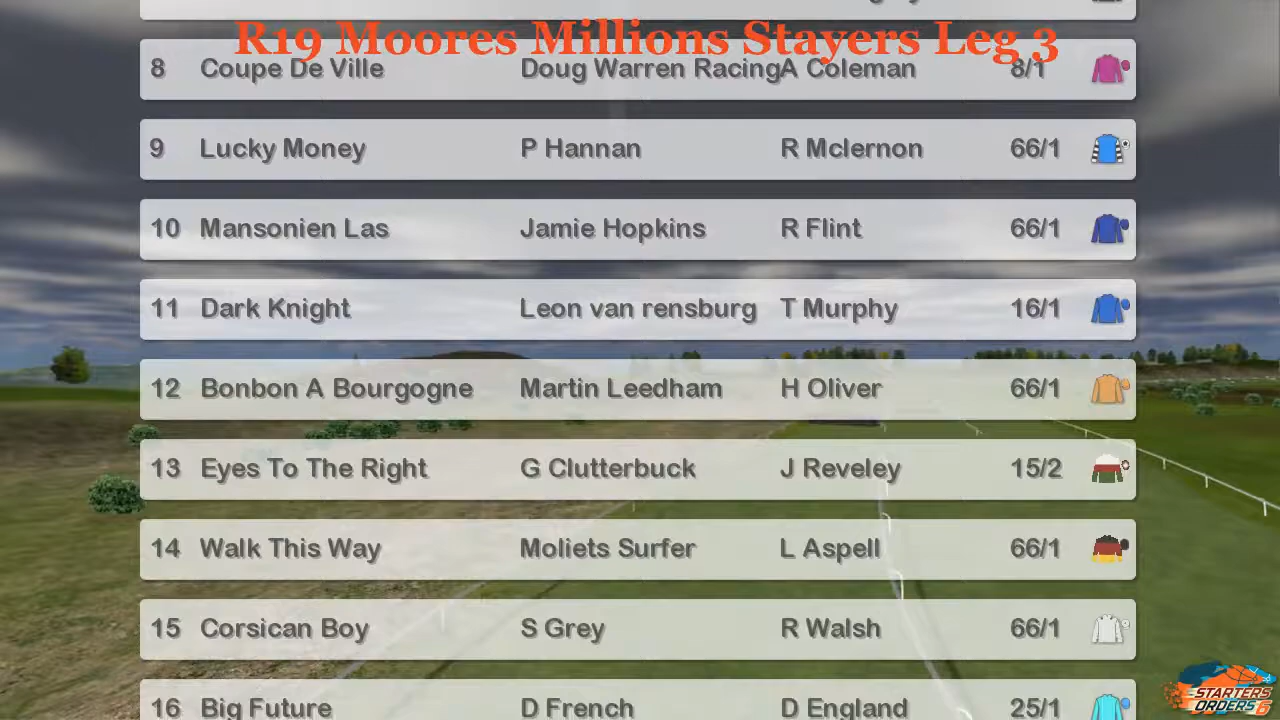 R19 Moores Millions Stayers Leg 3
8 Coupe De Ville Doug Warren Racing A Coleman 8/1
9 Lucky Money P Hannan R Mclernon 66/1
10 Mansonien Las Jamie Hopkins R Flint 66/1
11 Dark Knight Leon van rensburg T Murphy 16/1
12 Bonbon A Bourgogne Martin Leedham H Oliver 66/1
13 Eyes To The Right G Clutterbuck J Reveley 15/2
14 Walk This Way Moliets Surfer L Aspell 66/1
15 Corsican Boy S Grey R Walsh 66/1
16 Big Future D French D England 25/1
STARTERS
ORDERS 6